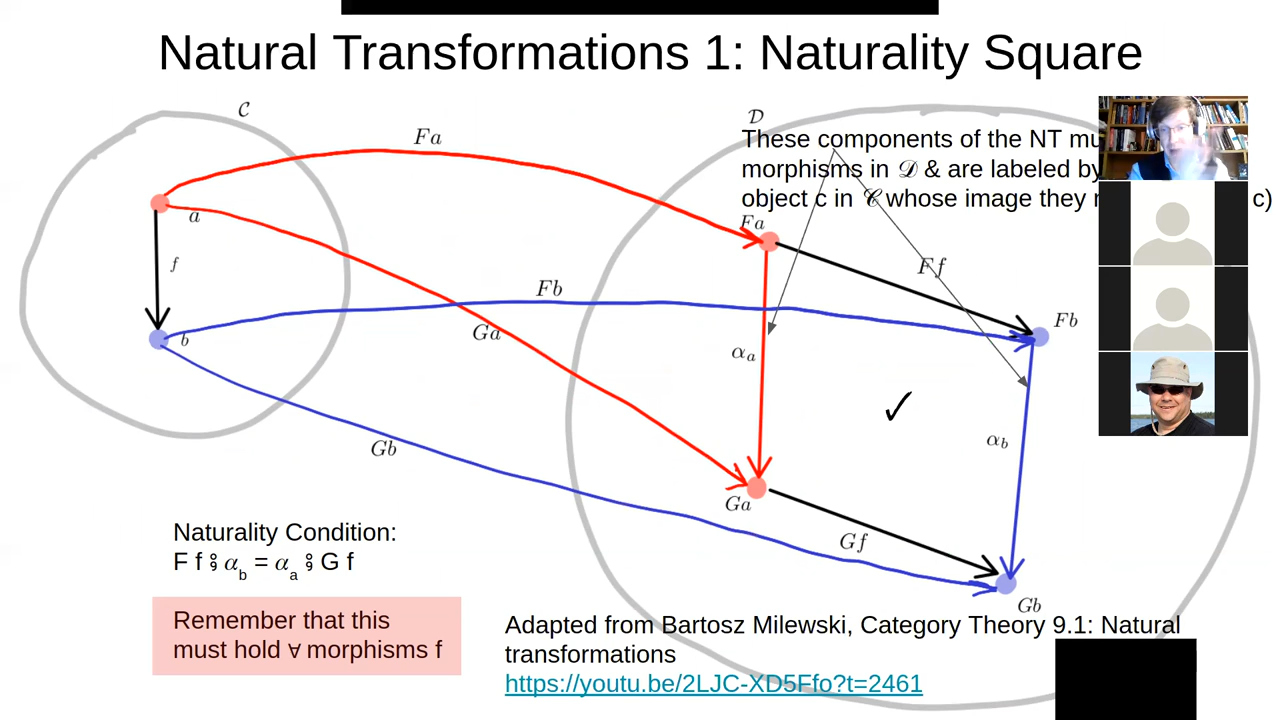 Natural Transformations 1: Naturality Square
𝒞
𝒟
Fa
These components of the NT mu
morphisms in 𝒟 & are labeled by
object c in 𝒞 whose image they c)
a
Fa
f
Ff
Fb
Fb
Ga
b
αa
✓
αb
Gb
Ga
Gf
Gb
Naturality Condition:
F f ⨾ αb = αa ⨾ G f
Remember that this
must hold ∀ morphisms f
Adapted from Bartosz Milewski, Category Theory 9.1: Natural
transformations
https://youtu.be/2LJC-XD5Ffo?t=2461